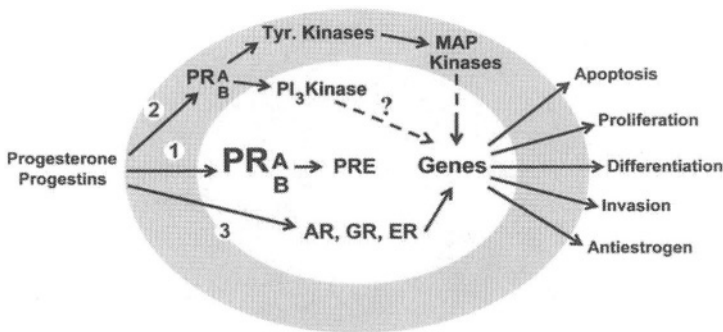 Tyr. Kinases
MAP
Kinases
PR A
B
PI3Kinase
?
2
1
Progesterone
Progestins
PR A
B
PRE
Genes
3
AR, GR, ER
Apoptosis
Proliferation
Differentiation
Invasion
Antiestrogen